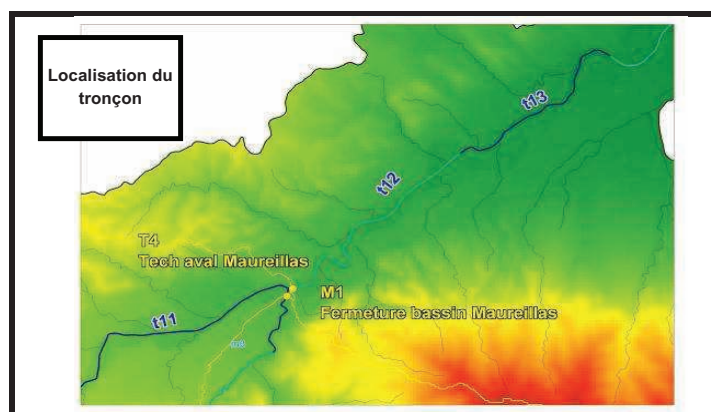 Localisation du
tronçon
t13
t12
T4
Tech aval Maureillas
M1
Fermeture bassin Maureillas
t11